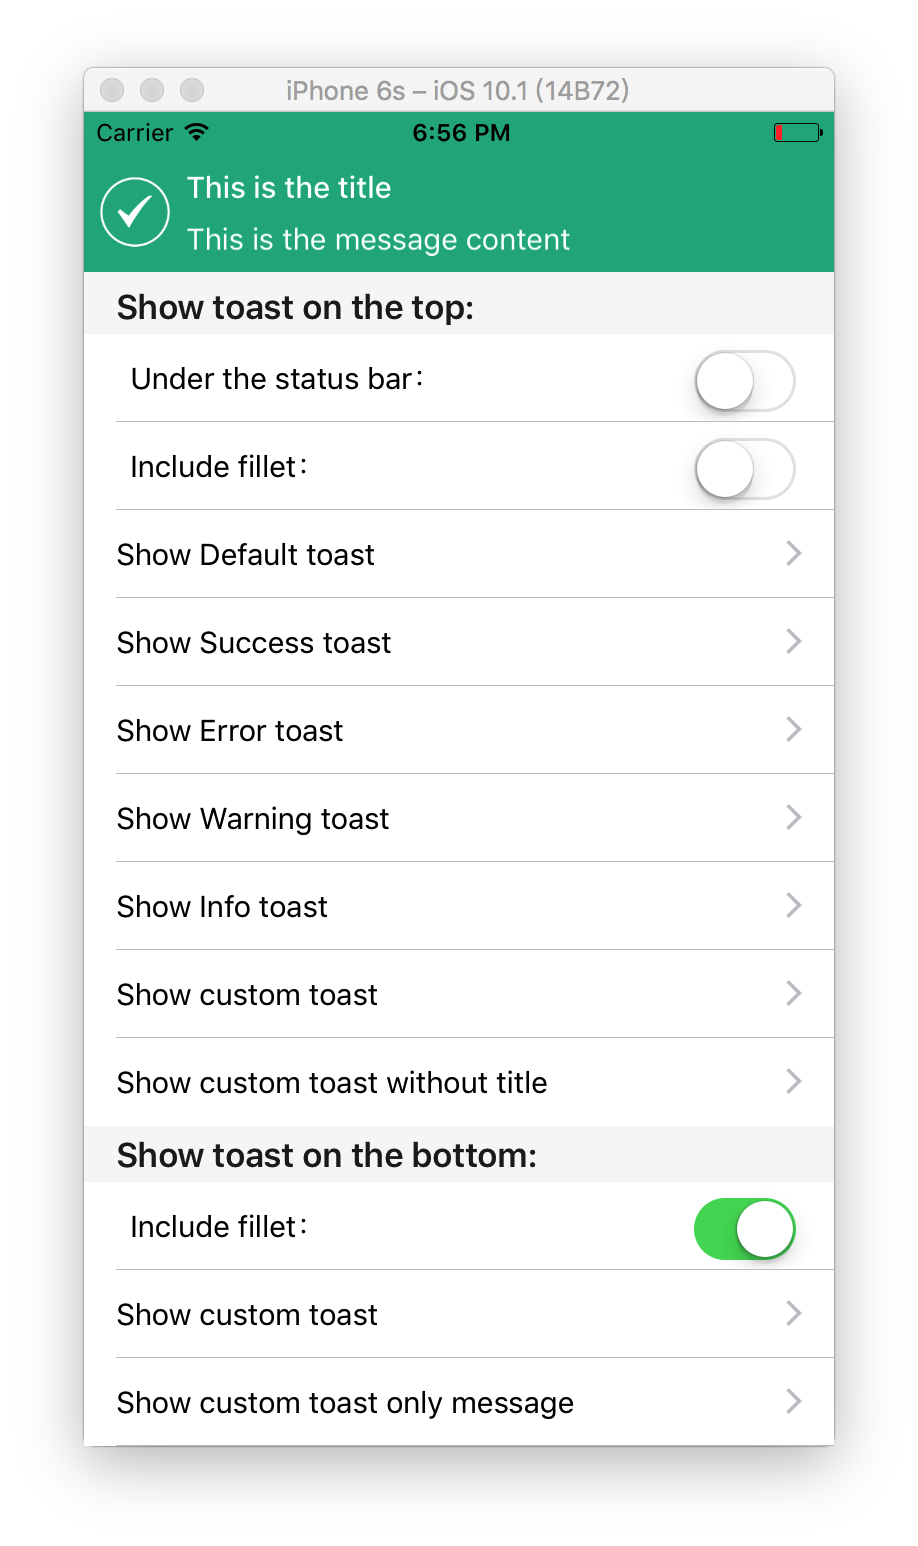 iPhone 6s – iOS 10.1 (14B72)
Carrier 6:56 PM
This is the title
This is the message content
Show toast on the top:
Under the status bar：
Include fillet：
Show Default toast
Show Success toast
Show Error toast
Show Warning toast
Show Info toast
Show custom toast
Show custom toast without title
Show toast on the bottom:
Include fillet：
Show custom toast
Show custom toast only message